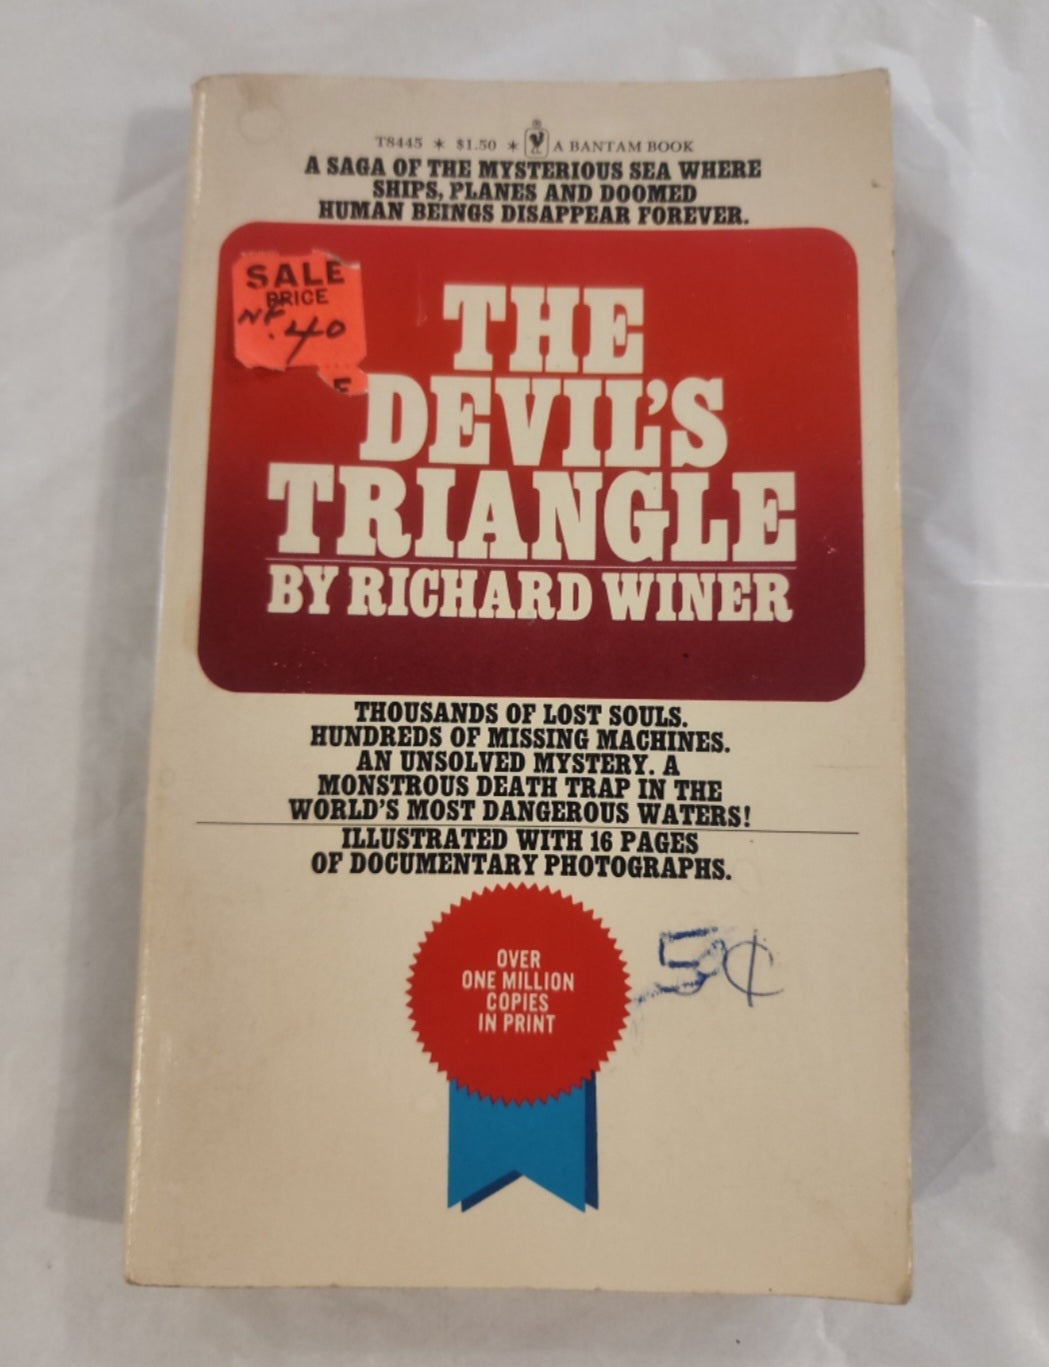 T8445 * $1.50 * A BANTAM BOOK
A SAGA OF THE MYSTERIOUS SEA WHERE
SHIPS, PLANES AND DOOMED
HUMAN BEINGS DISAPPEAR FOREVER.
SALE
PRICE
NF
.40
E
THE
DEVIL'S
TRIANGLE
BY RICHARD WINER
THOUSANDS OF LOST SOULS.
HUNDREDS OF MISSING MACHINES.
AN UNSOLVED MYSTERY. A
MONSTROUS DEATH TRAP IN THE
WORLD'S MOST DANGEROUS WATERS!
ILLUSTRATED WITH 16 PAGES
OF DOCUMENTARY PHOTOGRAPHS.
OVER
ONE MILLION
COPIES
IN PRINT
5¢